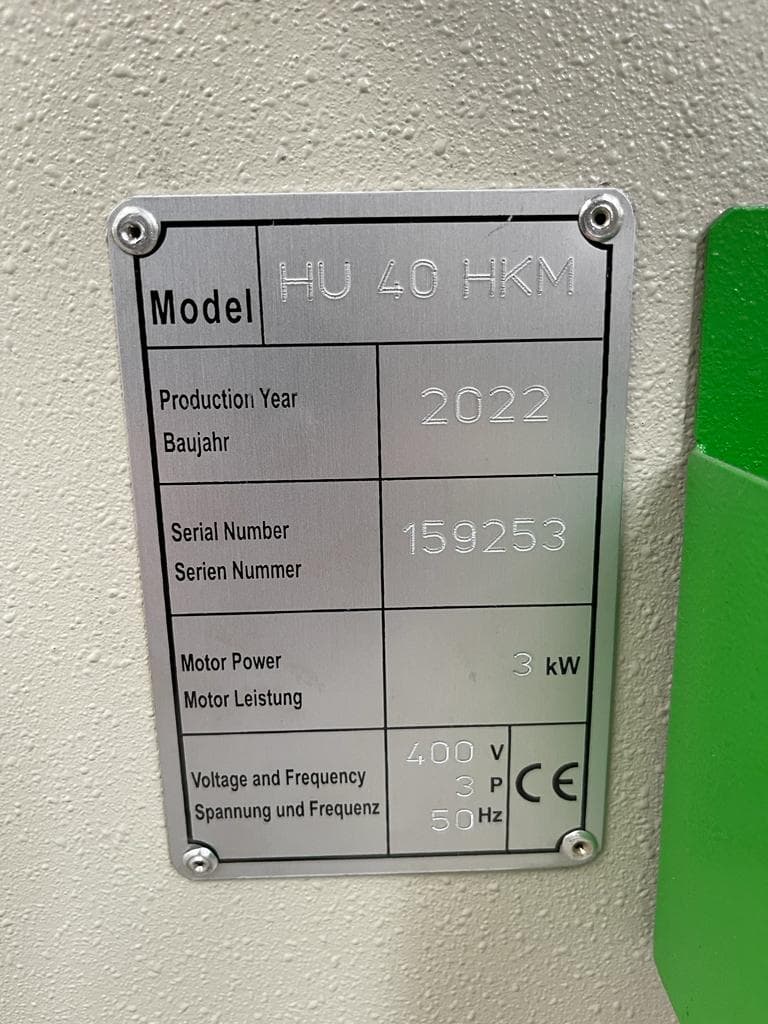 Model HU 40 HKM
Production Year
Baujahr
2022
Serial Number
Serien Nummer
159253
Motor Power
Motor Leistung
3 kW
Voltage and Frequency
Spannung und Frequenz
400 V
3 P
50 Hz
CE